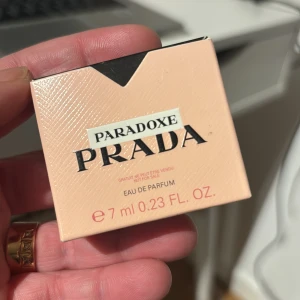 PARADOXE
PRADA
EAU DE PARFUM
℮ 7 ml 0.23 FL. OZ.